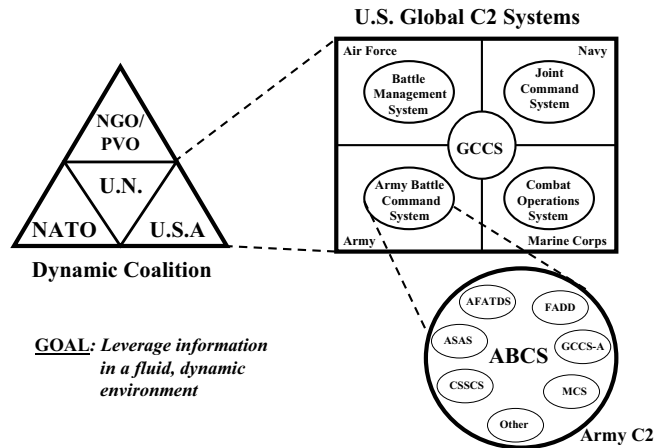 U.S. Global C2 Systems
Air Force
Navy
Battle
Management
System
Joint
Command
System
GCCS
Army Battle
Command
System
Combat
Operations
System
Army
Marine Corps
NGO/
PVO
U.N.
NATO
U.S.A
Dynamic Coalition
GOAL: Leverage information
in a fluid, dynamic
environment
AFATDS
FADD
ASAS
GCCS-A
ABCS
CSSCS
MCS
Other
Army C2